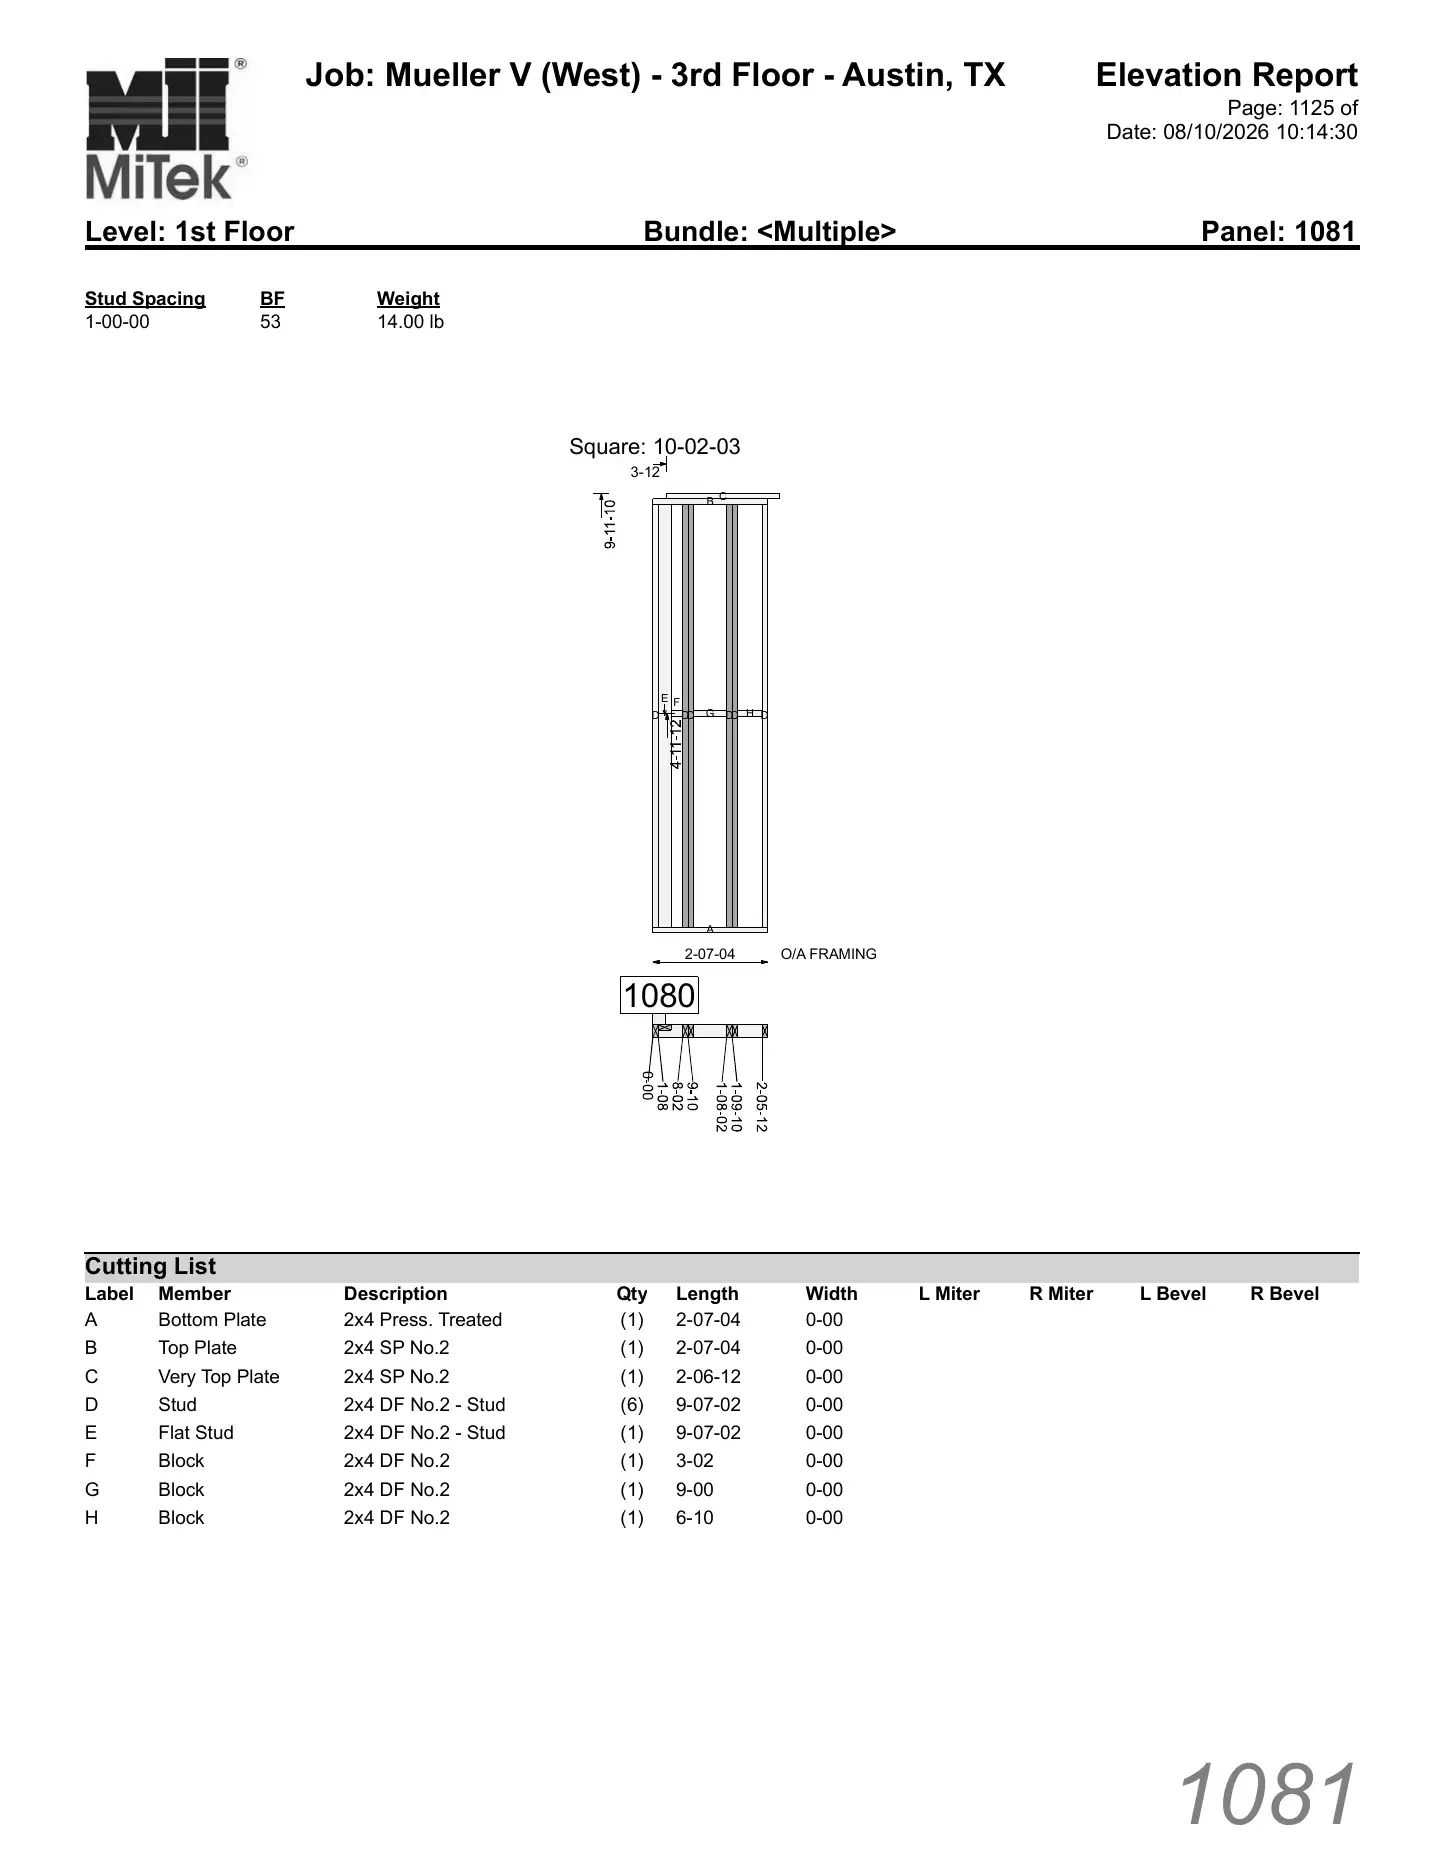 MiTek®
Job: Mueller V (West) - 3rd Floor - Austin, TX
Elevation Report
Page: 1125 of
Date: 08/10/2026 10:14:30
Level: 1st Floor Bundle: <Multiple> Panel: 1081
Stud Spacing BF Weight
1-00-00 53 14.00 lb
Square: 10-02-03
3-12
C
B
9-11-10
E F
D D D G D D H D
4-11-12
A
2-07-04 O/A FRAMING
1080
0-00 1-08 8-02 9-10 1-08-02 1-09-10 2-05-12
Cutting List
Label Member Description Qty Length Width L Miter R Miter L Bevel R Bevel
A Bottom Plate 2x4 Press. Treated (1) 2-07-04 0-00
B Top Plate 2x4 SP No.2 (1) 2-07-04 0-00
C Very Top Plate 2x4 SP No.2 (1) 2-06-12 0-00
D Stud 2x4 DF No.2 - Stud (6) 9-07-02 0-00
E Flat Stud 2x4 DF No.2 - Stud (1) 9-07-02 0-00
F Block 2x4 DF No.2 (1) 3-02 0-00
G Block 2x4 DF No.2 (1) 9-00 0-00
H Block 2x4 DF No.2 (1) 6-10 0-00
1081